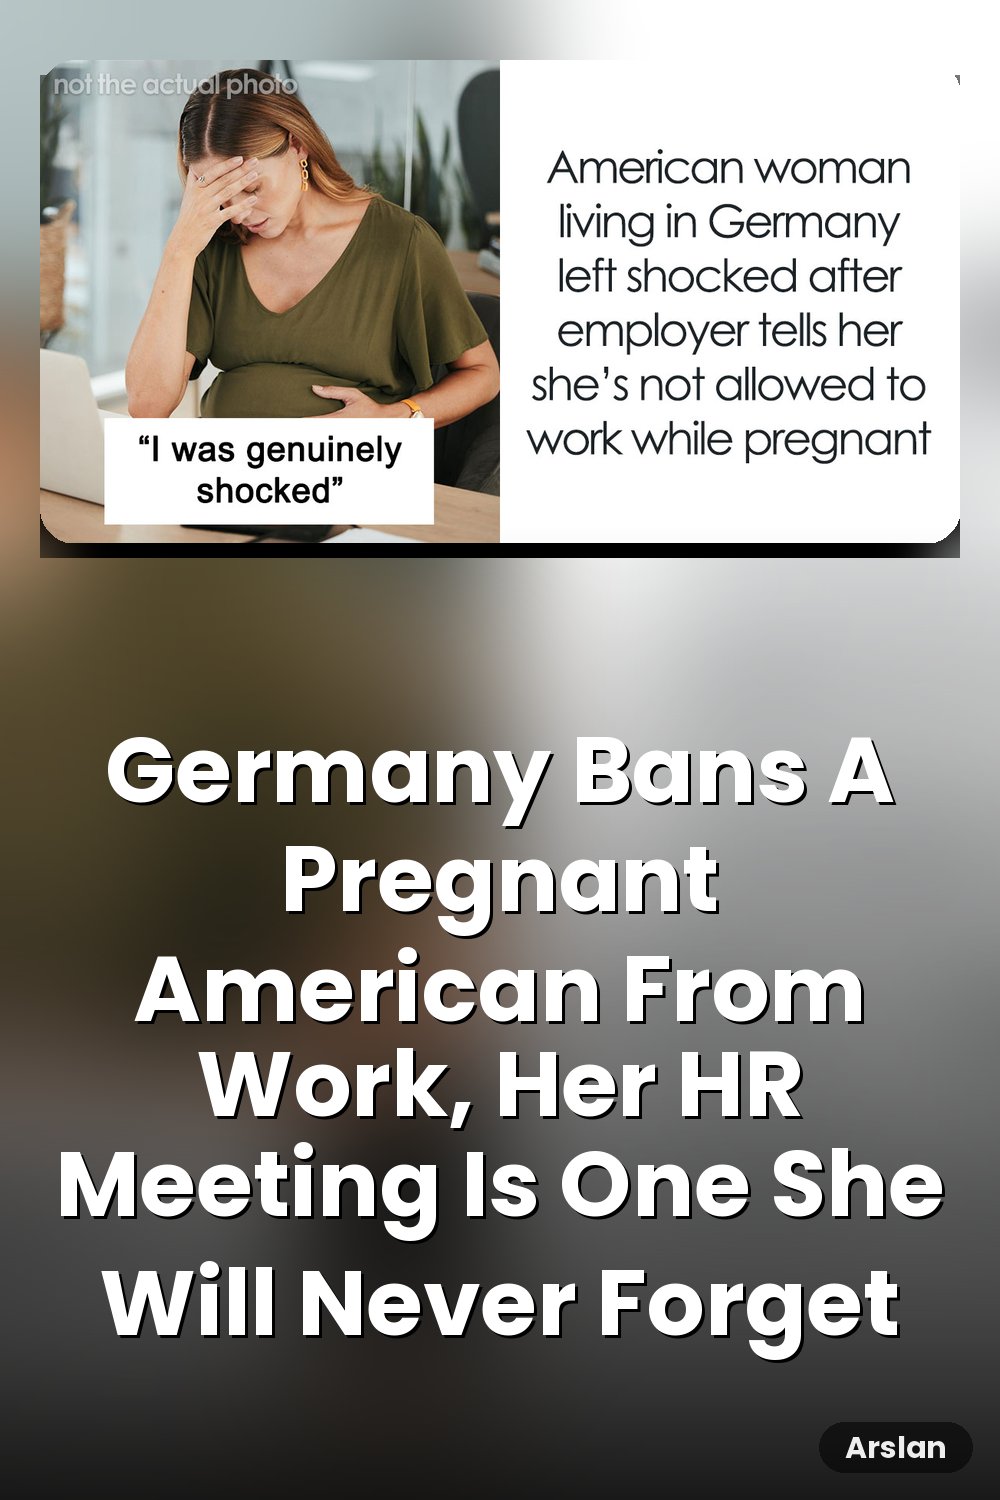 not the actual photo
“I was genuinely
shocked”
American woman
living in Germany
left shocked after
employer tells her
she’s not allowed to
work while pregnant
Germany Bans A
Pregnant
American From
Work, Her HR
Meeting Is One She
Will Never Forget
Arslan